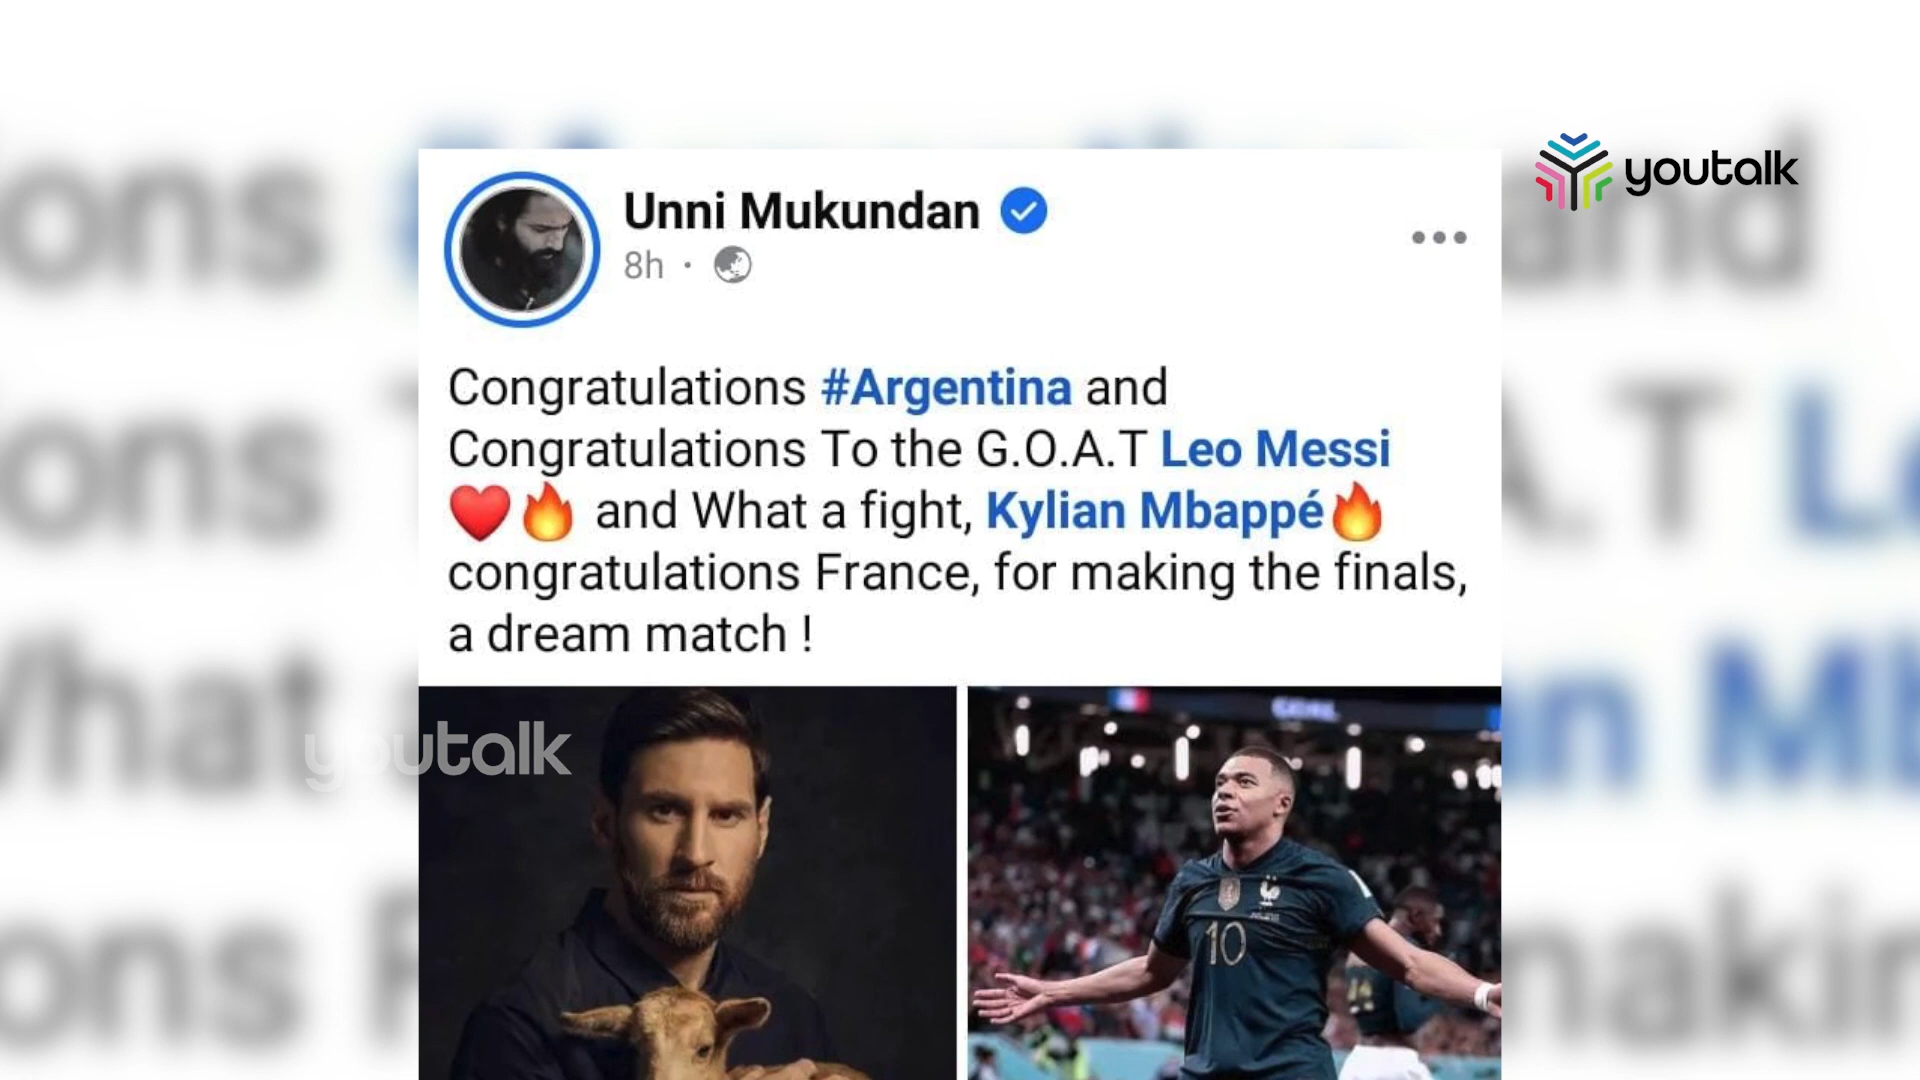 youtalk
Unni Mukundan
8h ·
Congratulations #Argentina and
Congratulations To the G.O.A.T Leo Messi
❤️🔥 and What a fight, Kylian Mbappé🔥
congratulations France, for making the finals,
a dream match !
youtalk
10
14